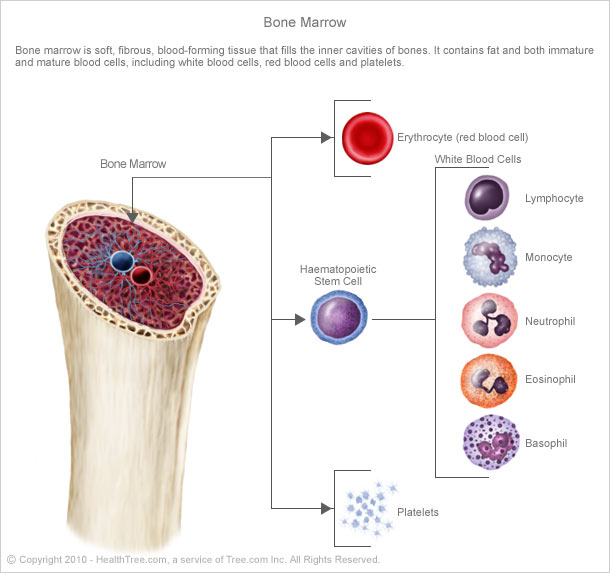 Bone Marrow
Bone marrow is soft, fibrous, blood-forming tissue that fills the inner cavities of bones. It contains fat and both immature
and mature blood cells, including white blood cells, red blood cells and platelets.
Erythrocyte (red blood cell)
Bone Marrow
White Blood Cells
Lymphocyte
Monocyte
Haematopoietic
Stem Cell
Neutrophil
Eosinophil
Basophil
Platelets
© Copyright 2010 - HealthTree.com, a service of Tree.com Inc. All Rights Reserved.